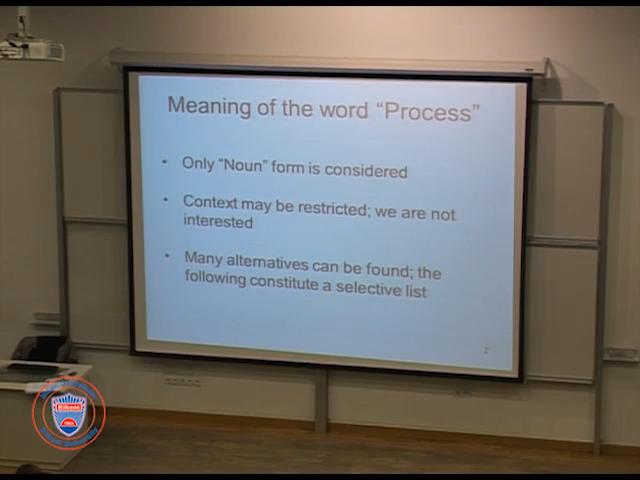 Meaning of the word “Process”
• Only “Noun” form is considered
• Context may be restricted; we are not
interested
• Many alternatives can be found; the
following constitute a selective list
2
Bilkent